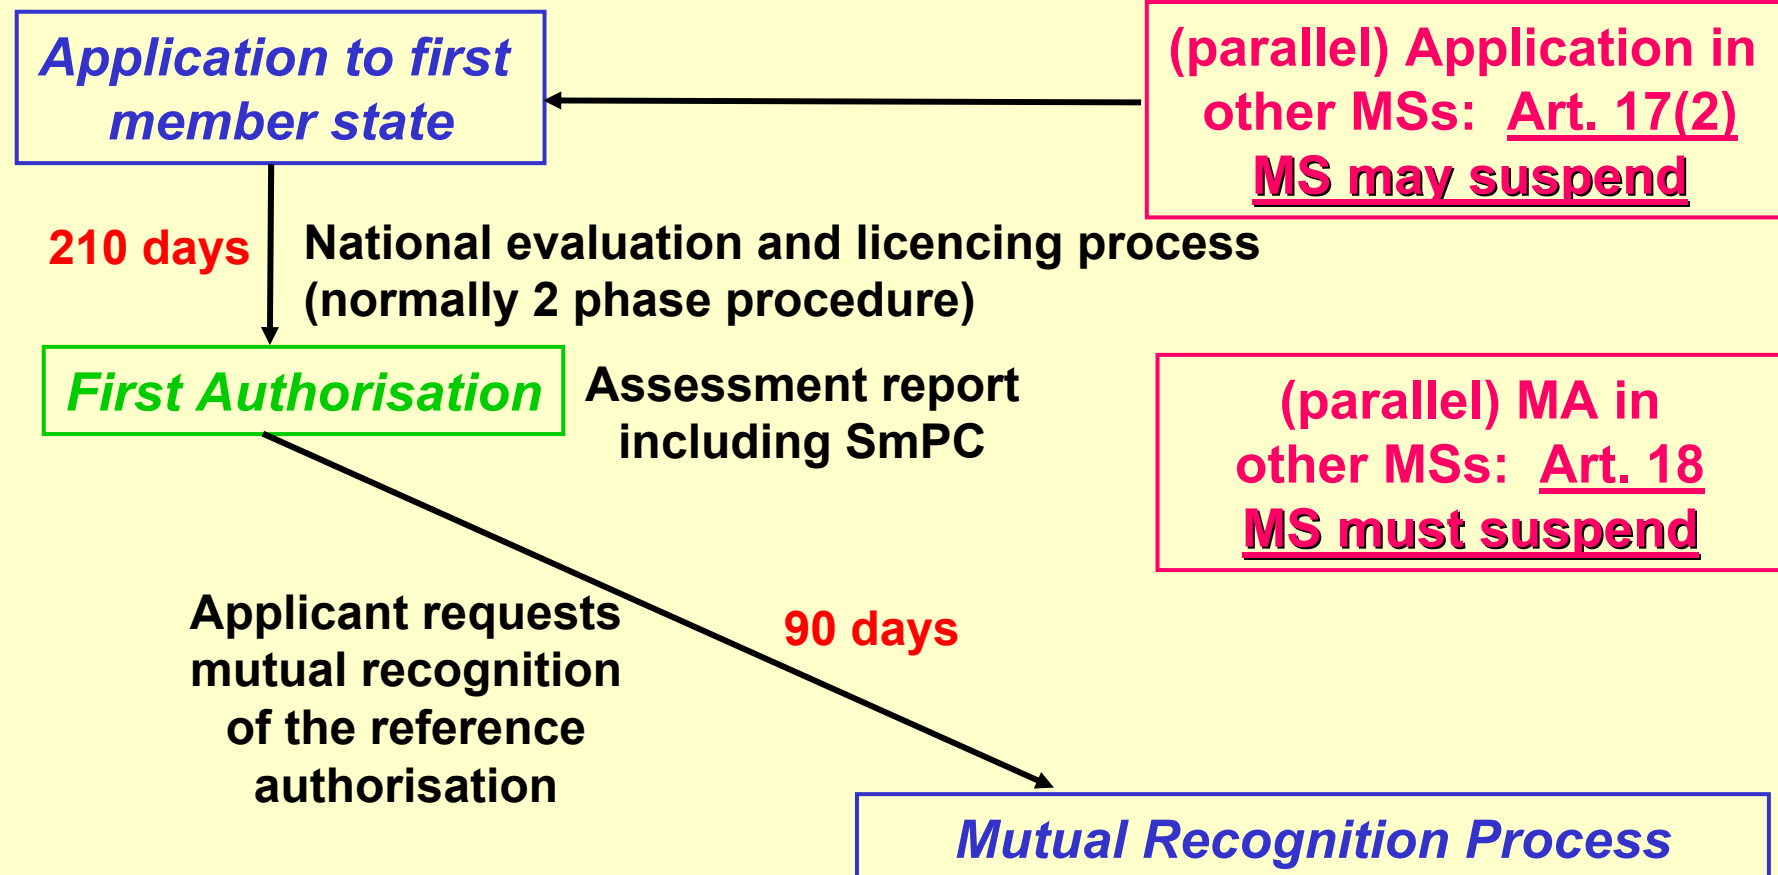 Application to first
member state
(parallel) Application in
other MSs: Art. 17(2)
MS may suspend
210 days
National evaluation and licencing process
(normally 2 phase procedure)
First Authorisation
Assessment report
including SmPC
(parallel) MA in
other MSs: Art. 18
MS must suspend
Applicant requests
mutual recognition
of the reference
authorisation
90 days
Mutual Recognition Process